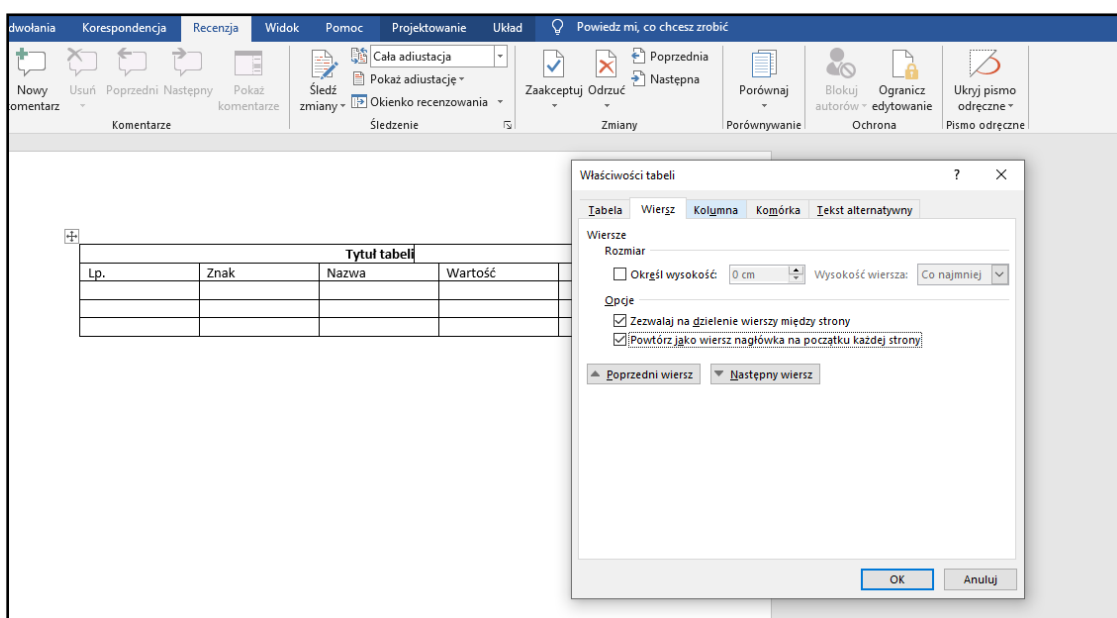 dwołania Korespondencja Recenzja Widok Pomoc Projektowanie Układ Powiedz mi, co chcesz zrobić
Nowy
omentarz
Usuń Poprzedni Następny Pokaż
komentarze
Komentarze
Śledź
zmiany
Cała adiustacja
Pokaż adiustację
Okienko recenzowania
Śledzenie
Zaakceptuj Odrzuć
Poprzednia
Następna
Zmiany
Porównaj
Porównywanie
Blokuj
autorów
Ogranicz
edytowanie
Ochrona
Ukryj pismo
odręczne
Pismo odręczne
Tytuł tabeli
Lp. Znak Nazwa Wartość
Właściwości tabeli ?
Tabela Wiersz Kolumna Komórka Tekst alternatywny
Wiersze
Rozmiar
Określ wysokość: 0 cm Wysokość wiersza: Co najmniej
Opcje
Zezwalaj na dzielenie wierszy między strony
Powtórz jako wiersz nagłówka na początku każdej strony
Poprzedni wiersz Następny wiersz
OK Anuluj